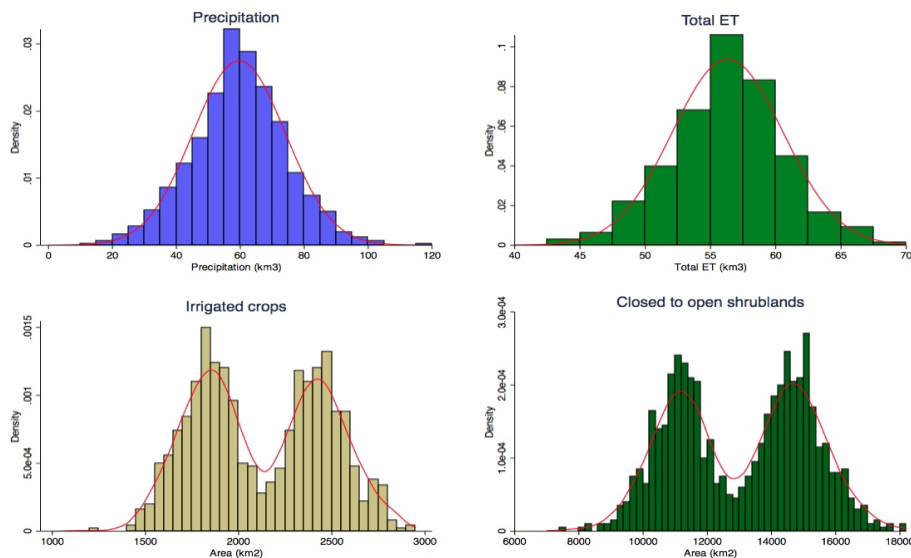 Precipitation
Density
0
.01
.02
.03
0
20
40
60
80
100
120
Precipitation (km3)
Total ET
Density
0
.02
.04
.06
.08
.1
40
45
50
55
60
65
70
Total ET (km3)
Irrigated crops
Density
0
5.0e-04
.001
.0015
1000
1500
2000
2500
3000
Area (km2)
Closed to open shrublands
Density
0
1.0e-04
2.0e-04
3.0e-04
6000
8000
10000
12000
14000
16000
18000
Area (km2)